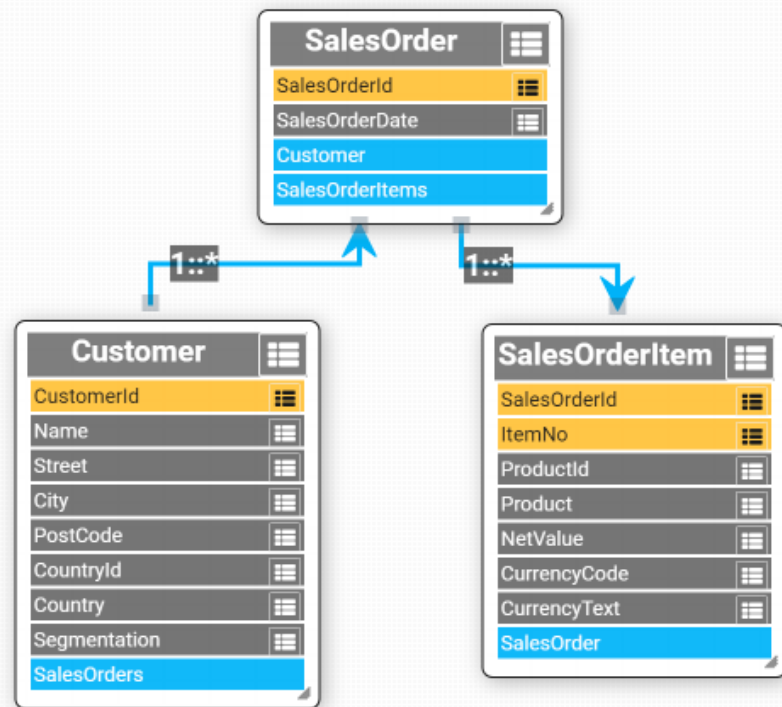 SalesOrder
SalesOrderId
SalesOrderDate
Customer
SalesOrderItems
1::*
1::*
Customer
CustomerId
Name
Street
City
PostCode
CountryId
Country
Segmentation
SalesOrders
SalesOrderItem
SalesOrderId
ItemNo
ProductId
Product
NetValue
CurrencyCode
CurrencyText
SalesOrder